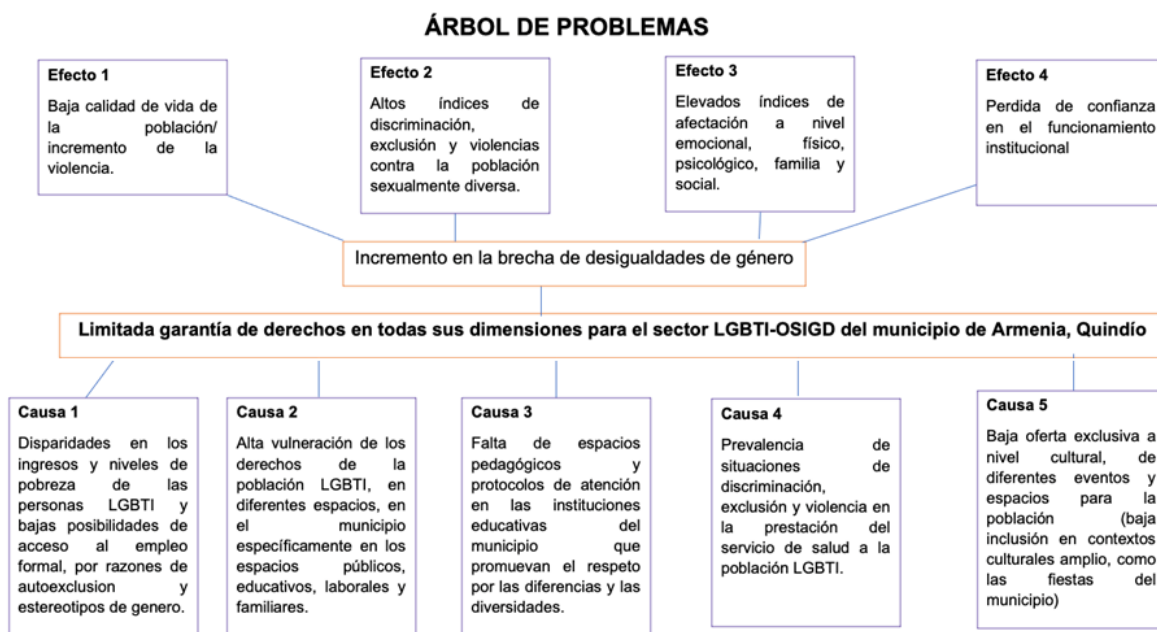 ÁRBOL DE PROBLEMAS
Efecto 1
Baja calidad de vida de
la población/
incremento de la
violencia.
Efecto 2
Altos índices de
discriminación,
exclusión y violencias
contra la población
sexualmente diversa.
Efecto 3
Elevados índices de
afectación a nivel
emocional, físico,
psicológico, familia y
social.
Efecto 4
Perdida de confianza
en el funcionamiento
institucional
Incremento en la brecha de desigualdades de género
Limitada garantía de derechos en todas sus dimensiones para el sector LGBTI-OSIGD del municipio de Armenia, Quindío
Causa 1
Disparidades en los
ingresos y niveles de
pobreza de las
personas LGBTI y
bajas posibilidades de
acceso al empleo
formal, por razones de
autoexclusion y
estereotipos de genero.
Causa 2
Alta vulneración de los
derechos de la
población LGBTI, en
diferentes espacios, en
el municipio
específicamente en los
espacios públicos,
educativos, laborales y
familiares.
Causa 3
Falta de espacios
pedagógicos y
protocolos de atención
en las instituciones
educativas del
municipio que
promuevan el respeto
por las diferencias y las
diversidades.
Causa 4
Prevalencia de
situaciones de
discriminación,
exclusión y violencia en
la prestación del
servicio de salud a la
población LGBTI.
Causa 5
Baja oferta exclusiva a
nivel cultural, de
diferentes eventos y
espacios para la
población (baja
inclusión en contextos
culturales amplio, como
las fiestas del
municipio)